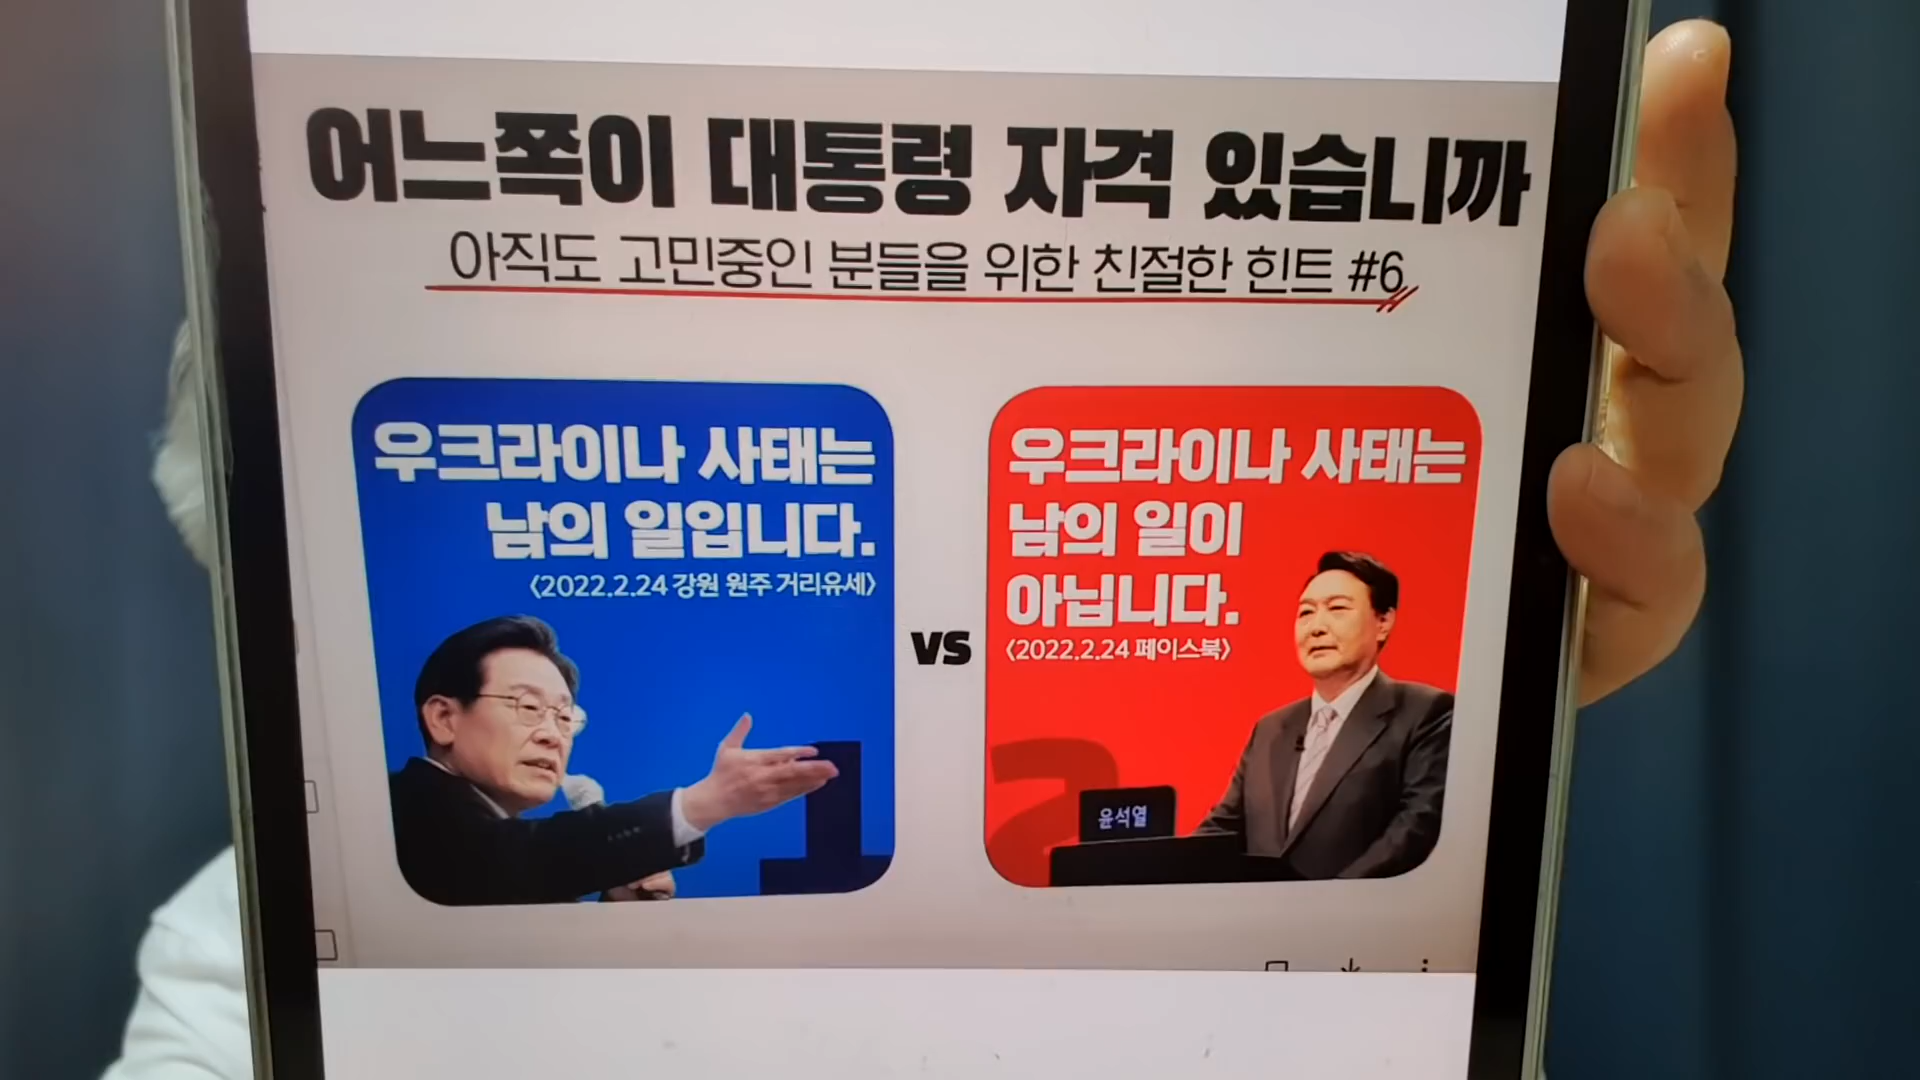 어느쪽이 대통령 자격 있습니까
아직도 고민중인 분들을 위한 친절한 힌트 #6
우크라이나 사태는
남의 일입니다.
<2022.2.24 강원 원주 거리유세>
1
vs
우크라이나 사태는
남의 일이
아닙니다.
<2022.2.24 페이스북>
2
윤석열